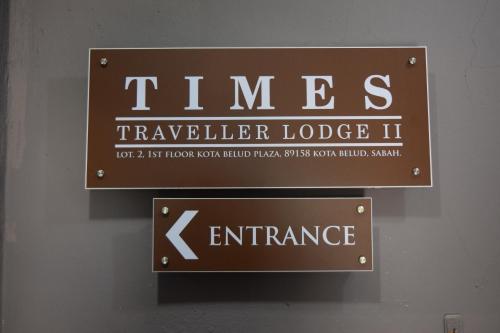 TIMES
TRAVELLER LODGE II
LOT. 2, 1ST FLOOR KOTA BELUD PLAZA, 89158 KOTA BELUD, SABAH.
ENTRANCE